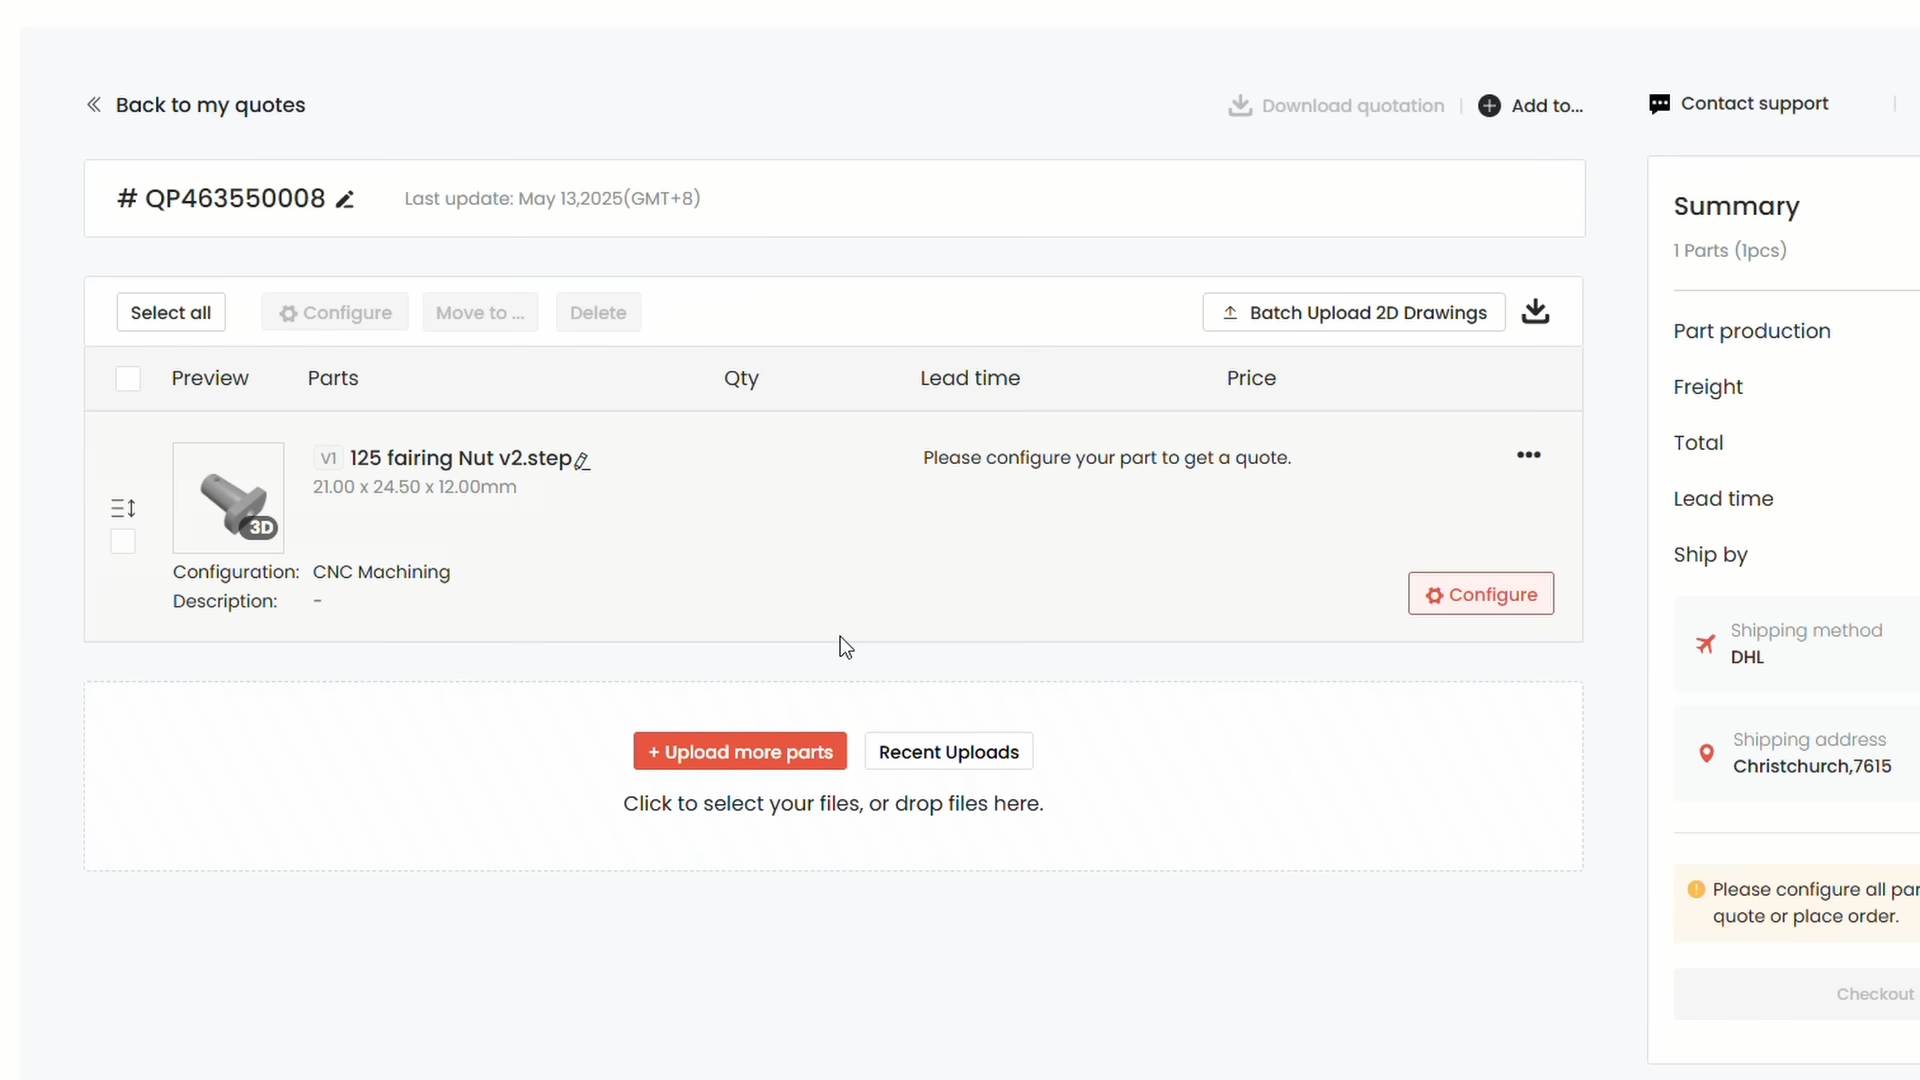 Back to my quotes
Download quotation
Add to...
Contact support
# QP463550008
Last update: May 13,2025(GMT+8)
Select all
Configure
Move to ...
Delete
Batch Upload 2D Drawings
Preview
Parts
Qty
Lead time
Price
V1
125 fairing Nut v2.step
21.00 x 24.50 x 12.00mm
3D
Please configure your part to get a quote.
Configuration: CNC Machining
Description: -
Configure
+ Upload more parts
Recent Uploads
Click to select your files, or drop files here.
Summary
1 Parts (1pcs)
Part production
Freight
Total
Lead time
Ship by
Shipping method
DHL
Shipping address
Christchurch,7615
Please configure all par
quote or place order.
Checkout